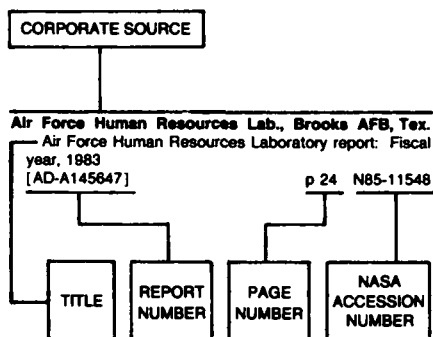 CORPORATE SOURCE
Air Force Human Resources Lab., Brooks AFB, Tex.
Air Force Human Resources Laboratory report: Fiscal
year, 1983
[AD-A145647] p 24 N85-11548
TITLE
REPORT
NUMBER
PAGE
NUMBER
NASA
ACCESSION
NUMBER